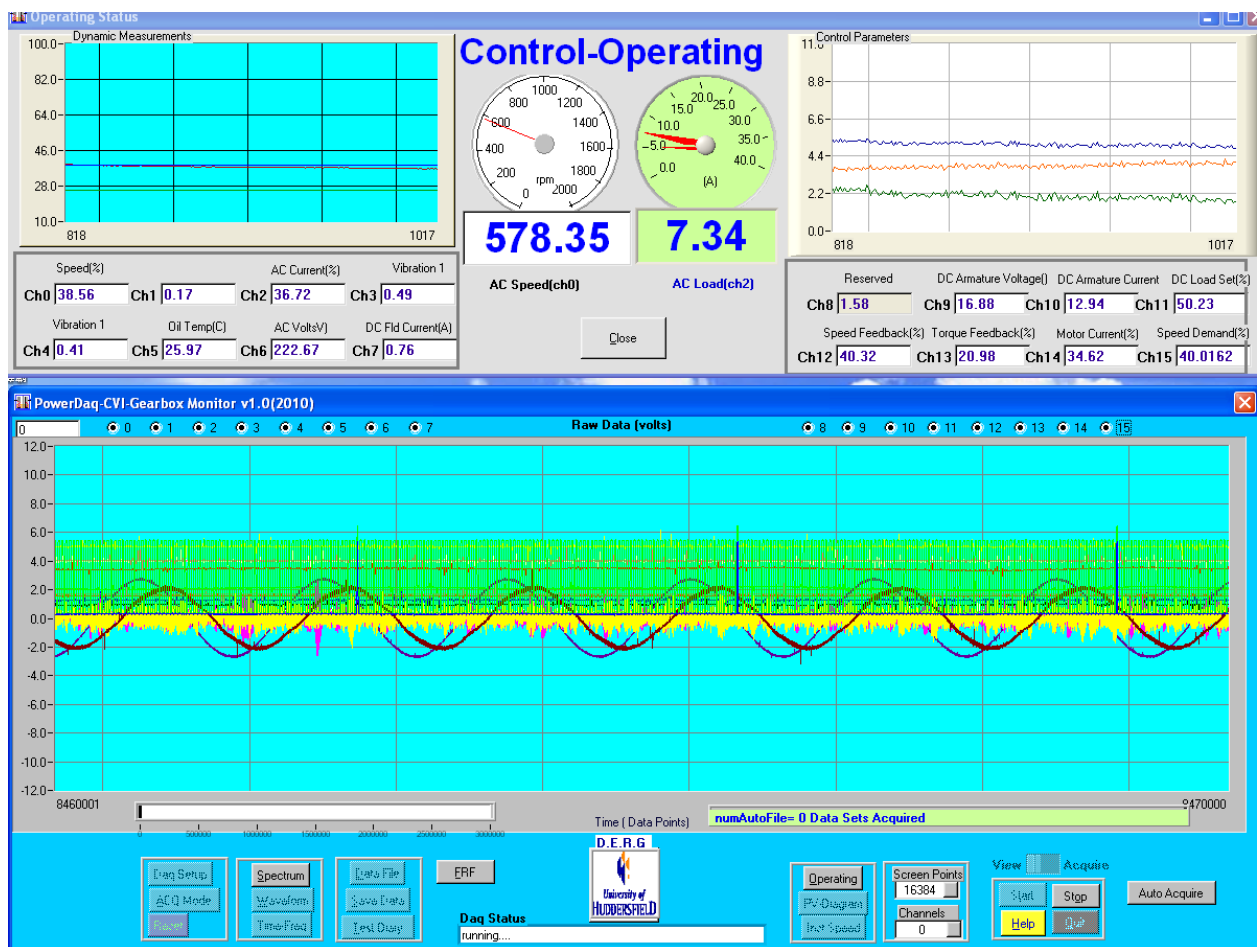 Operating Status
Dynamic Measurements
100.0
82.0
64.0
46.0
28.0
10.0
818 1017
Control-Operating
0 200 400 600 800 1000 1200 1400 1600 1800 2000
rpm
0.0 5.0 10.0 15.0 20.0 25.0 30.0 35.0 40.0
(A)
578.35 7.34
AC Speed(ch0) AC Load(ch2)
Close
Control Parameters
11.0
8.8
6.6
4.4
2.2
0.0
818 1017
Speed(%) AC Current(%) Vibration 1
Ch0 38.56 Ch1 0.17 Ch2 36.72 Ch3 0.49
Vibration 1 Oil Temp(C) AC VoltsV) DC Fld Current(A)
Ch4 0.41 Ch5 25.97 Ch6 222.67 Ch7 0.76
Reserved DC Armature Voltage() DC Armature Current DC Load Set(%)
Ch8 1.58 Ch9 16.88 Ch10 12.94 Ch11 50.23
Speed Feedback(%) Torque Feedback(%) Motor Current(%) Speed Demand(%)
Ch12 40.32 Ch13 20.98 Ch14 34.62 Ch15 40.0162
PowerDaq-CVI-Gearbox Monitor v1.0(2010)
0 0 1 2 3 4 5 6 7 Raw Data (volts) 8 9 10 11 12 13 14 15
12.0
10.0
8.0
6.0
4.0
2.0
0.0
-2.0
-4.0
-6.0
-8.0
-10.0
-12.0
8460001 8470000
0 500000 1000000 1500000 2000000 2500000 3000000
Time ( Data Points) numAutoFile= 0 Data Sets Acquired
D.E.R.G
University of
HUDDERSFIELD
Daq Setup Spectrum Data File ERF
ACQ Mode Waveform Save Data
Reset Time-Freq Test Diary
Daq Status
running....
Operating Screen Points
16384
PV-Diagram Channels
Inst Speed 0
View Acquire
Start Stop Auto Acquire
Help Quit